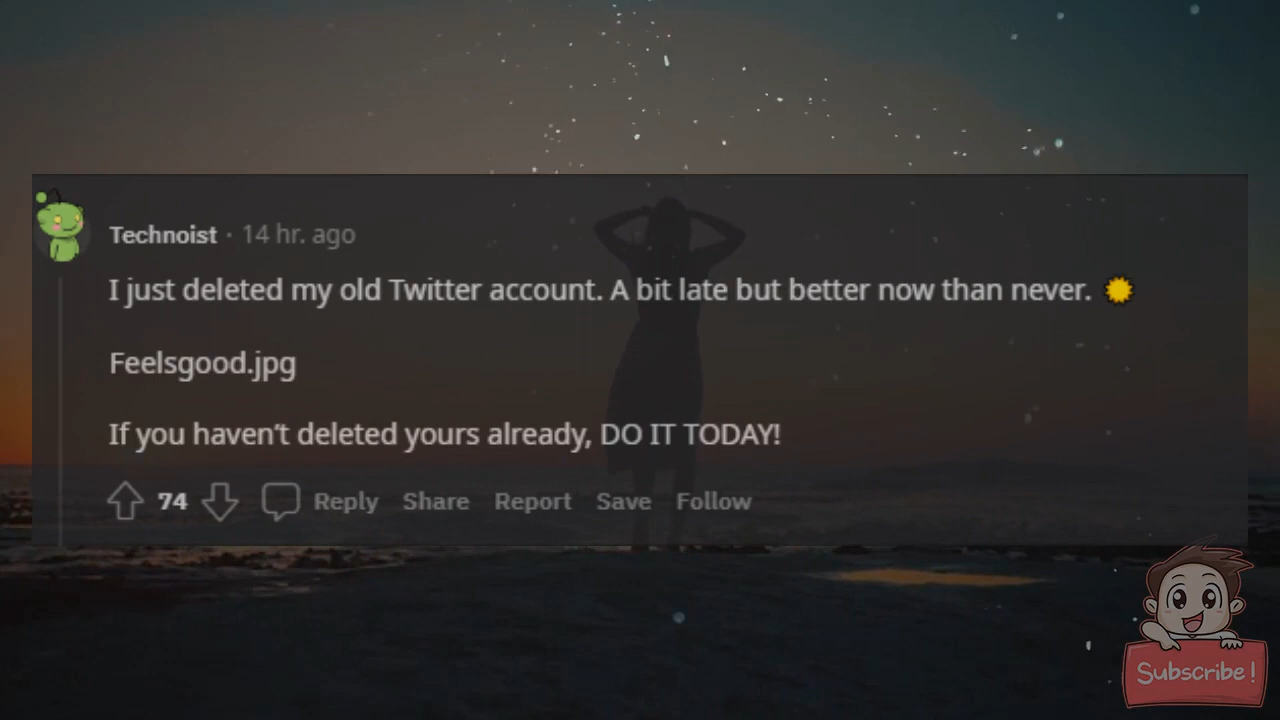 Technoist · 14 hr. ago
I just deleted my old Twitter account. A bit late but better now than never.
Feelsgood.jpg
If you haven't deleted yours already, DO IT TODAY!
74 Reply Share Report Save Follow
Subscribe!